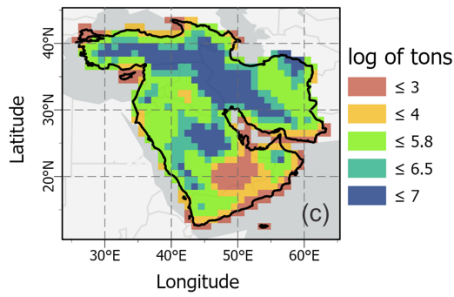 40°N
30°N
20°N
Latitude
30°E 40°E 50°E 60°E
Longitude
(c)
log of tons
≤ 3
≤ 4
≤ 5.8
≤ 6.5
≤ 7